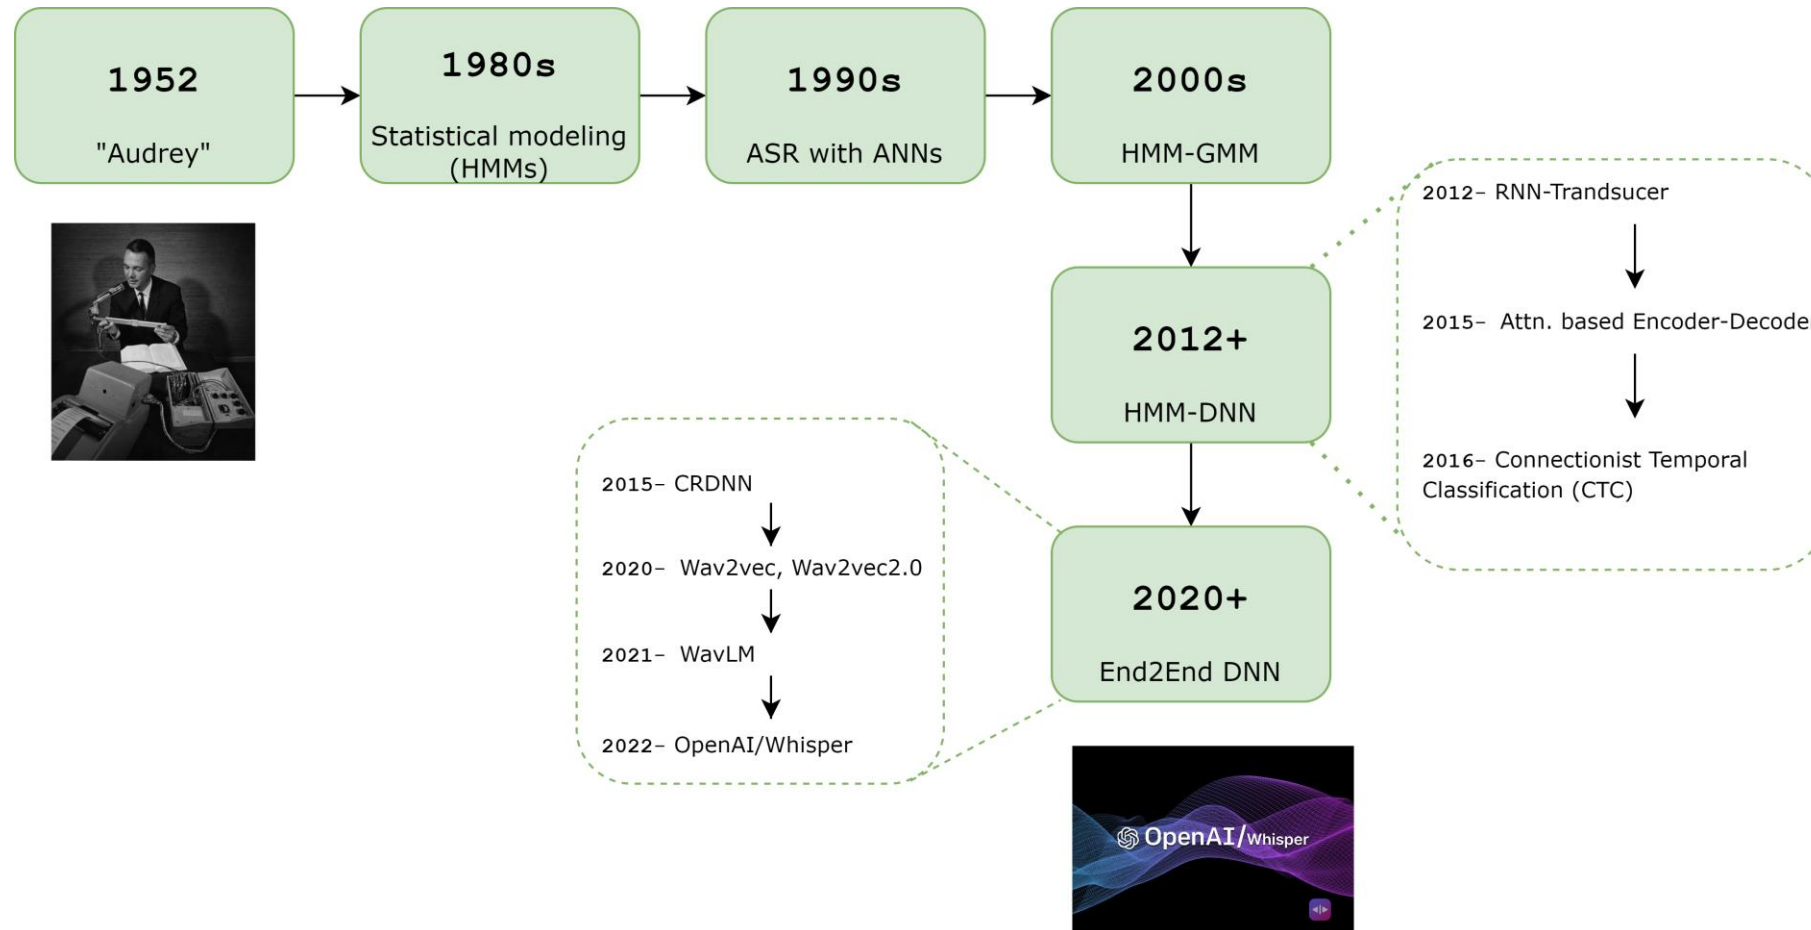 1952
"Audrey"
1980s
Statistical modeling
(HMMs)
1990s
ASR with ANNs
2000s
HMM-GMM
2012+
HMM-DNN
2012– RNN-Trandsucer
2015– Attn. based Encoder-Decoder
2016– Connectionist Temporal
Classification (CTC)
2020+
End2End DNN
2015– CRDNN
2020– Wav2vec, Wav2vec2.0
2021– WavLM
2022– OpenAI/Whisper
OpenAI/Whisper